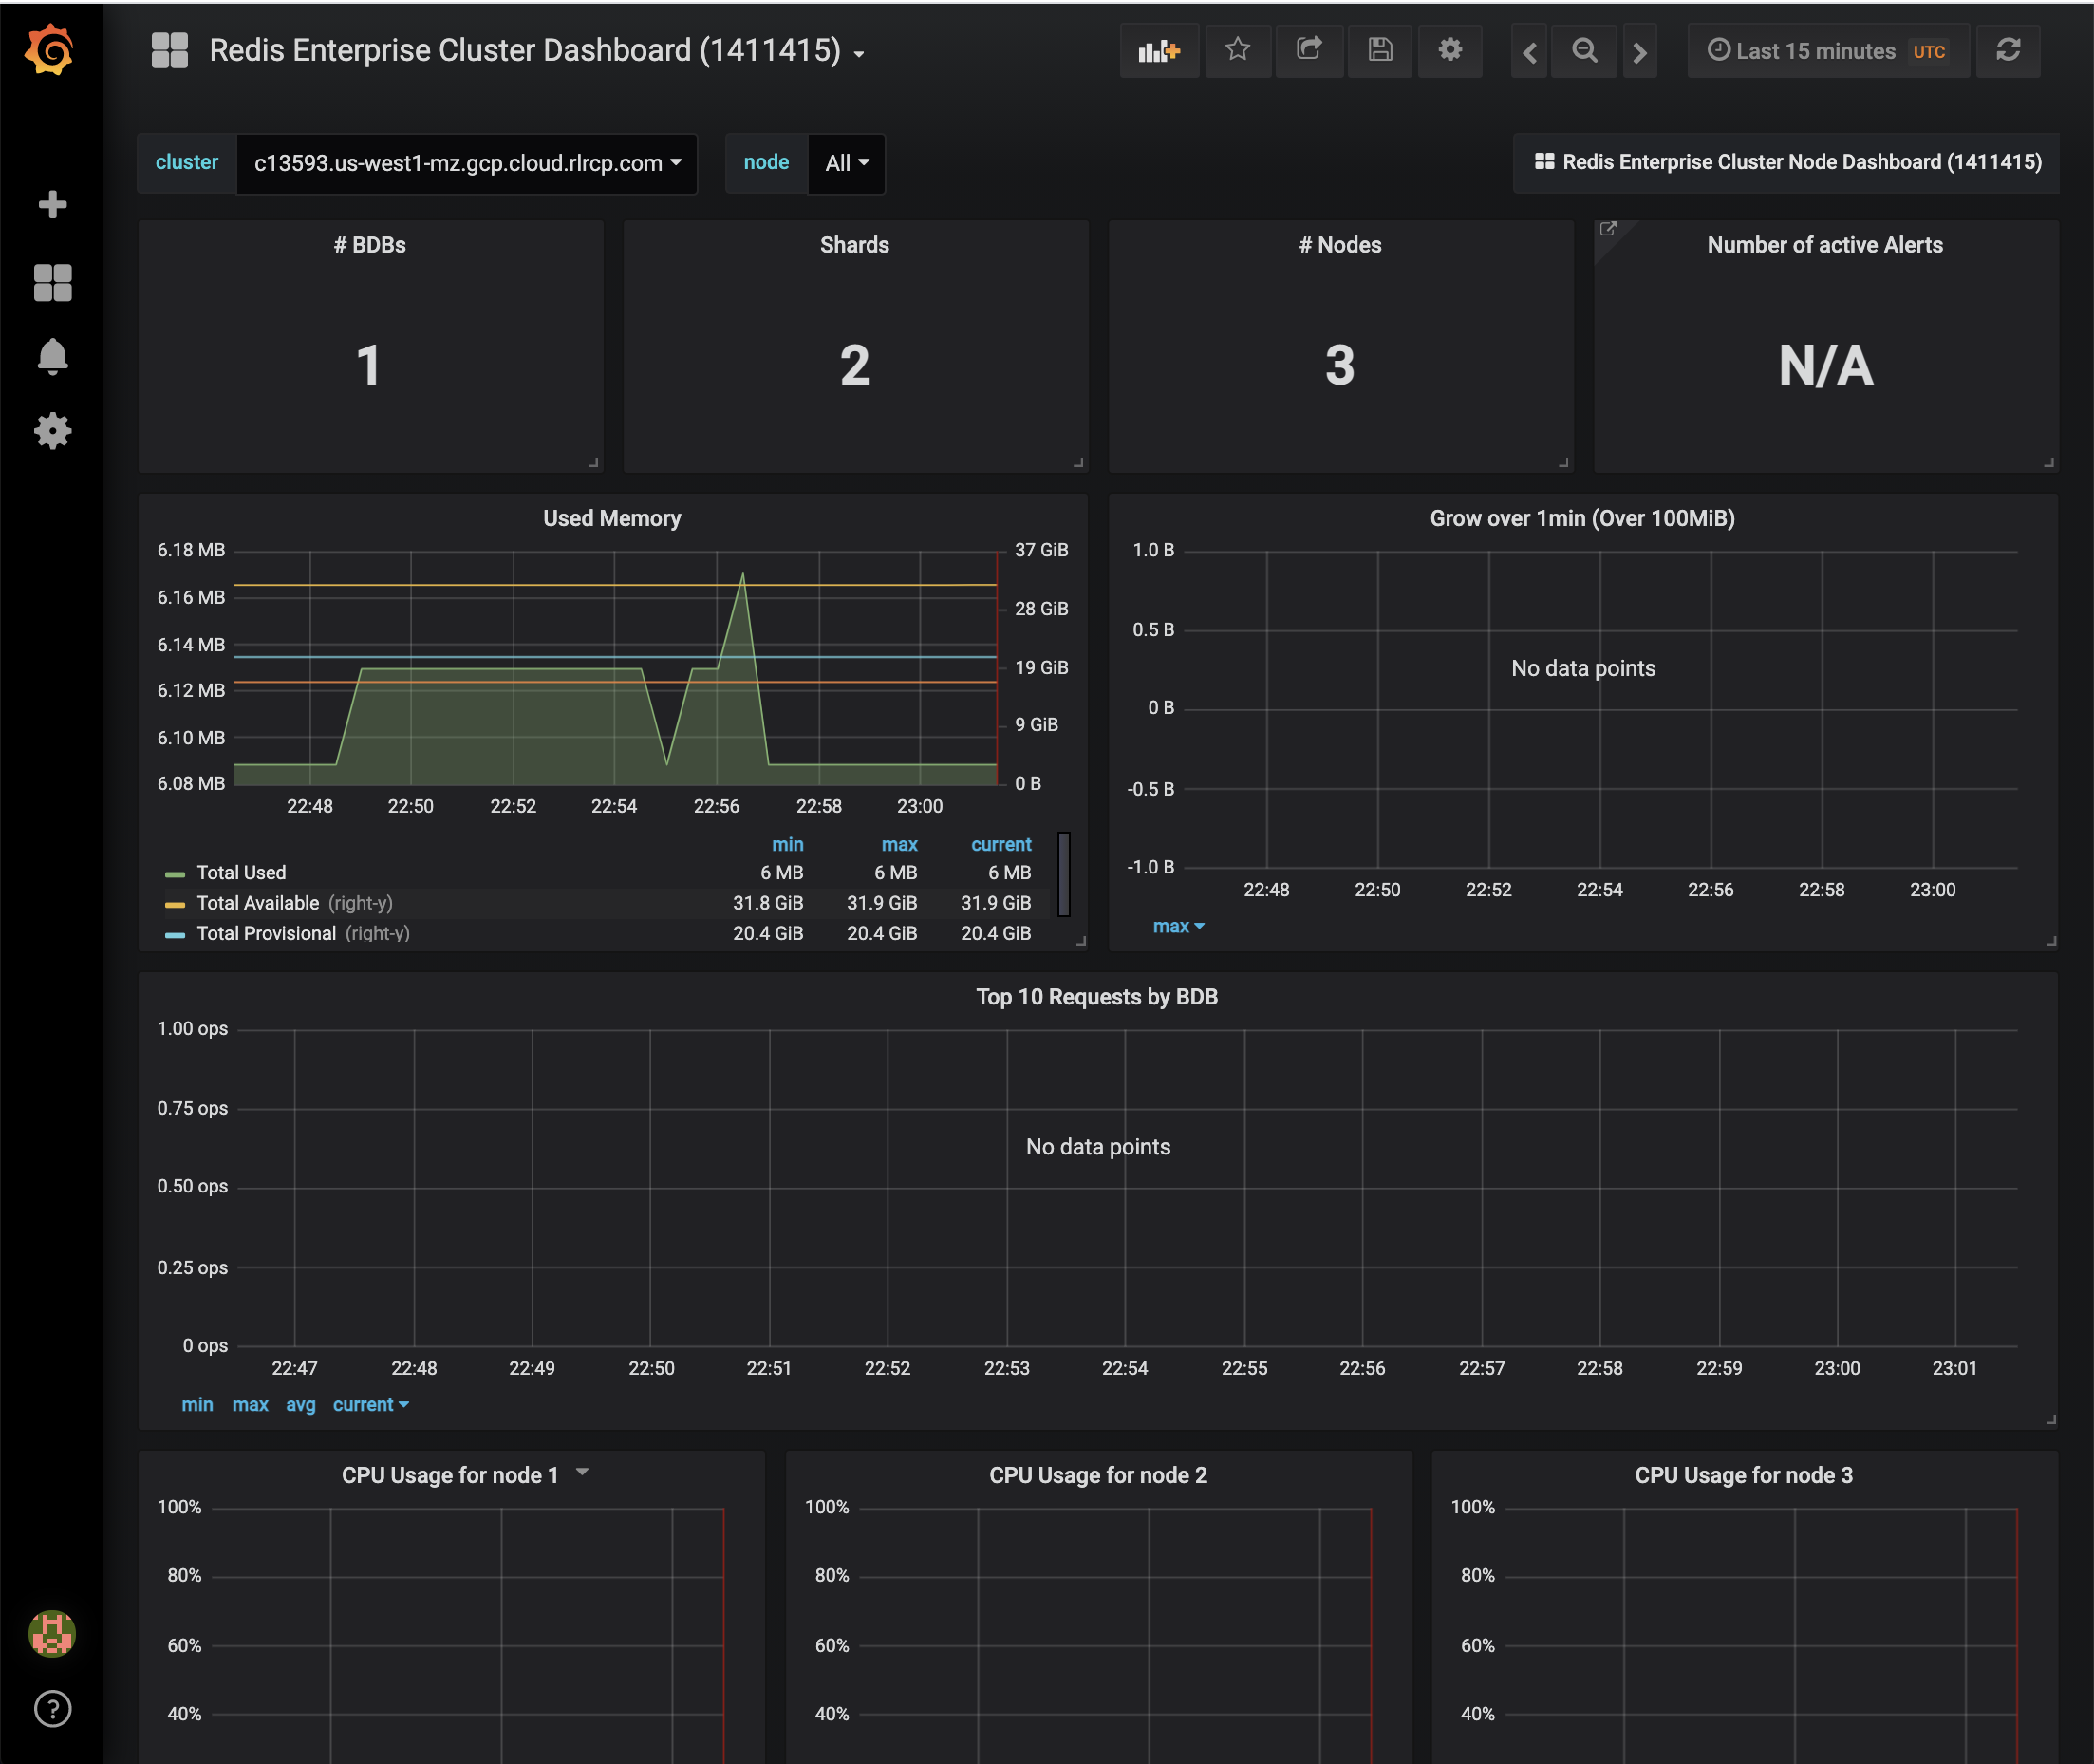 Redis Enterprise Cluster Dashboard (1411415)
Last 15 minutes UTC
cluster c13593.us-west1-mz.gcp.cloud.rlrcp.com
node All
Redis Enterprise Cluster Node Dashboard (1411415)
# BDBs
1
Shards
2
# Nodes
3
Number of active Alerts
N/A
Used Memory
6.18 MB
6.16 MB
6.14 MB
6.12 MB
6.10 MB
6.08 MB
37 GiB
28 GiB
19 GiB
9 GiB
0 B
22:48 22:50 22:52 22:54 22:56 22:58 23:00
min max current
Total Used 6 MB 6 MB 6 MB
Total Available (right-y) 31.8 GiB 31.9 GiB 31.9 GiB
Total Provisional (right-y) 20.4 GiB 20.4 GiB 20.4 GiB
Grow over 1min (Over 100MiB)
1.0 B
0.5 B
0 B
-0.5 B
-1.0 B
No data points
22:48 22:50 22:52 22:54 22:56 22:58 23:00
max
Top 10 Requests by BDB
1.00 ops
0.75 ops
0.50 ops
0.25 ops
0 ops
No data points
22:47 22:48 22:49 22:50 22:51 22:52 22:53 22:54 22:55 22:56 22:57 22:58 22:59 23:00 23:01
min max avg current
CPU Usage for node 1
100%
80%
60%
40%
CPU Usage for node 2
100%
80%
60%
40%
CPU Usage for node 3
100%
80%
60%
40%
?